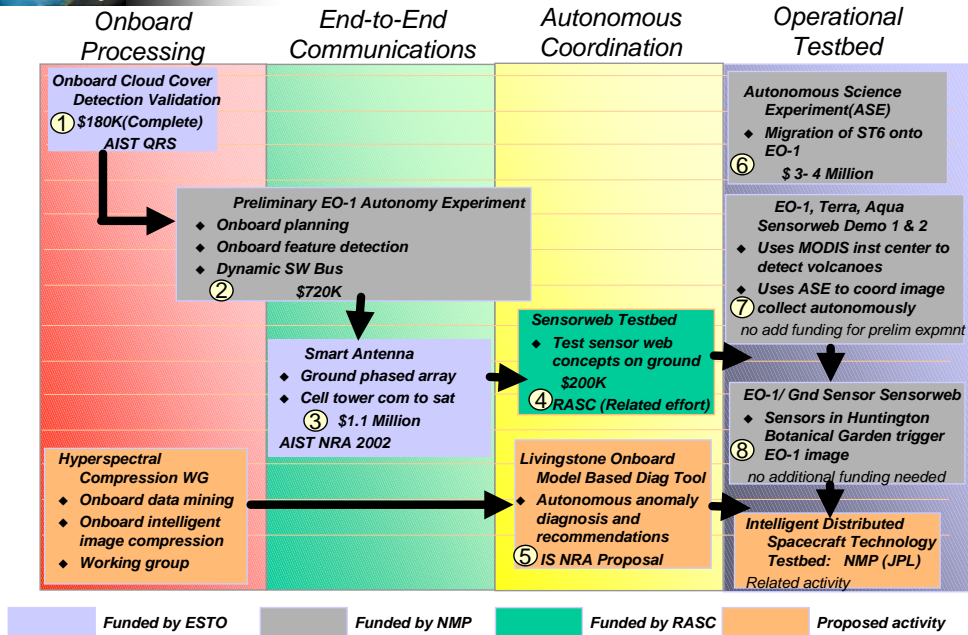 Onboard
Processing
End-to-End
Communications
Autonomous
Coordination
Operational
Testbed
Onboard Cloud Cover
Detection Validation
1 $180K(Complete)
AIST QRS
Preliminary EO-1 Autonomy Experiment
◆ Onboard planning
◆ Onboard feature detection
◆ Dynamic SW Bus
2 $720K
Smart Antenna
◆ Ground phased array
◆ Cell tower com to sat
3 $1.1 Million
AIST NRA 2002
Hyperspectral
Compression WG
◆ Onboard data mining
◆ Onboard intelligent
image compression
◆ Working group
Sensorweb Testbed
◆ Test sensor web
concepts on ground
$200K
4 RASC (Related effort)
Livingstone Onboard
Model Based Diag Tool
◆ Autonomous anomaly
diagnosis and
recommendations
5 IS NRA Proposal
Autonomous Science
Experiment(ASE)
◆ Migration of ST6 onto
EO-1
6 $ 3- 4 Million
EO-1, Terra, Aqua
Sensorweb Demo 1 & 2
◆ Uses MODIS inst center to
detect volcanoes
◆ Uses ASE to coord image
7 collect autonomously
no add funding for prelim expmnt
EO-1/ Gnd Sensor Sensorweb
◆ Sensors in Huntington
Botanical Garden trigger
8 EO-1 image
no additional funding needed
Intelligent Distributed
Spacecraft Technology
Testbed: NMP (JPL)
Related activity
Funded by ESTO
Funded by NMP
Funded by RASC
Proposed activity